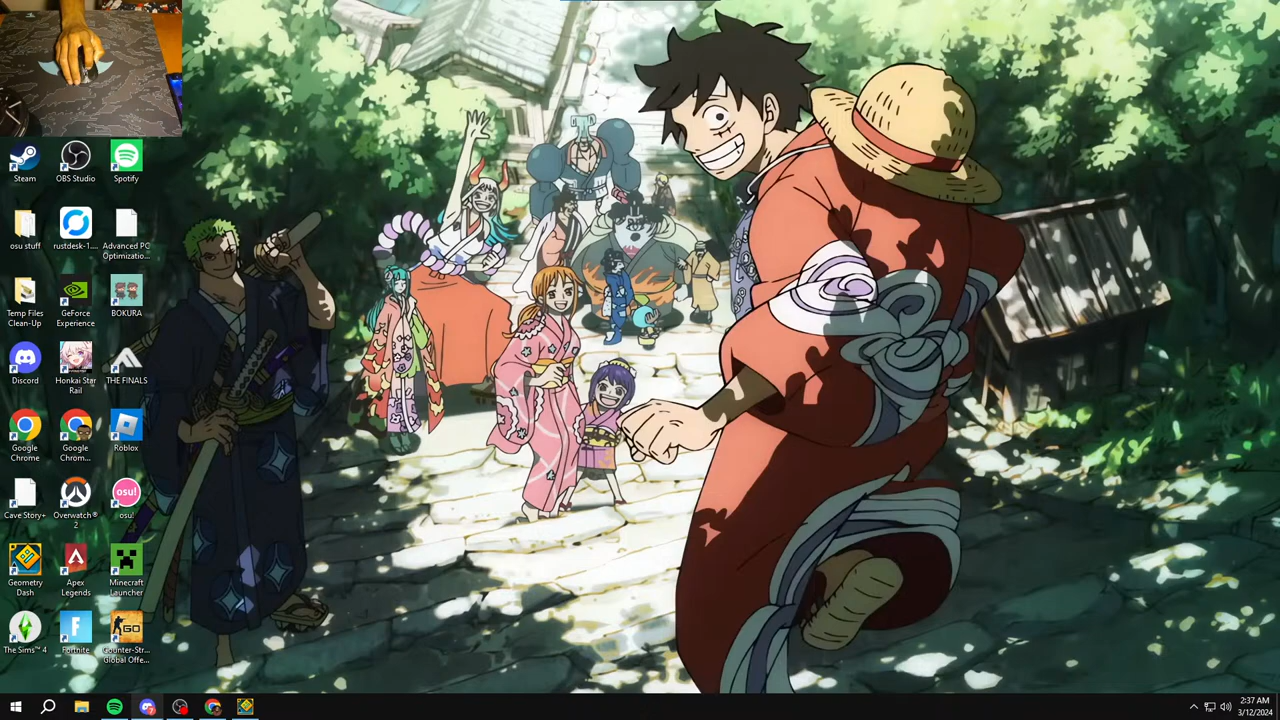 Steam
OBS Studio
Spotify
osu stuff
rustdesk-1....
Advanced PC
Optimizatio...
Temp Files
Clean-Up
GeForce
Experience
BOKURA
Discord
Honkai Star
Rail
THE FINALS
Google
Chrome
Google
Chrom...
Roblox
Cave Story+
Overwatch®
2
osu!
osu!
Geometry
Dash
Apex
Legends
Minecraft
Launcher
The Sims™ 4
F
Fortnite
GO
Counter-Str...
Global Offe...
2:37 AM
3/12/2024